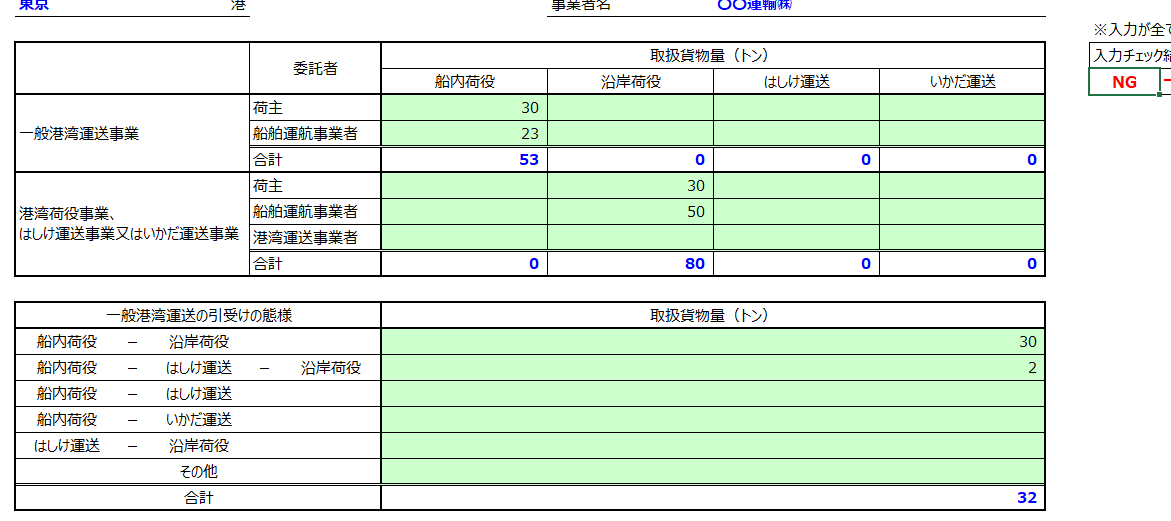 東京 港 事業者名 〇〇運輸㈱
※入力が全て
入力チェック結
NG
委託者 取扱貨物量（トン）
船内荷役 沿岸荷役 はしけ運送 いかだ運送
一般港湾運送事業
荷主 30
船舶運航事業者 23
合計 53 0 0 0
港湾荷役事業、
はしけ運送事業又はいかだ運送事業
荷主 30
船舶運航事業者 50
港湾運送事業者
合計 0 80 0 0
一般港湾運送の引受けの態様 取扱貨物量（トン）
船内荷役 － 沿岸荷役 30
船内荷役 － はしけ運送 － 沿岸荷役 2
船内荷役 － はしけ運送
船内荷役 － いかだ運送
はしけ運送 － 沿岸荷役
その他
合計 32